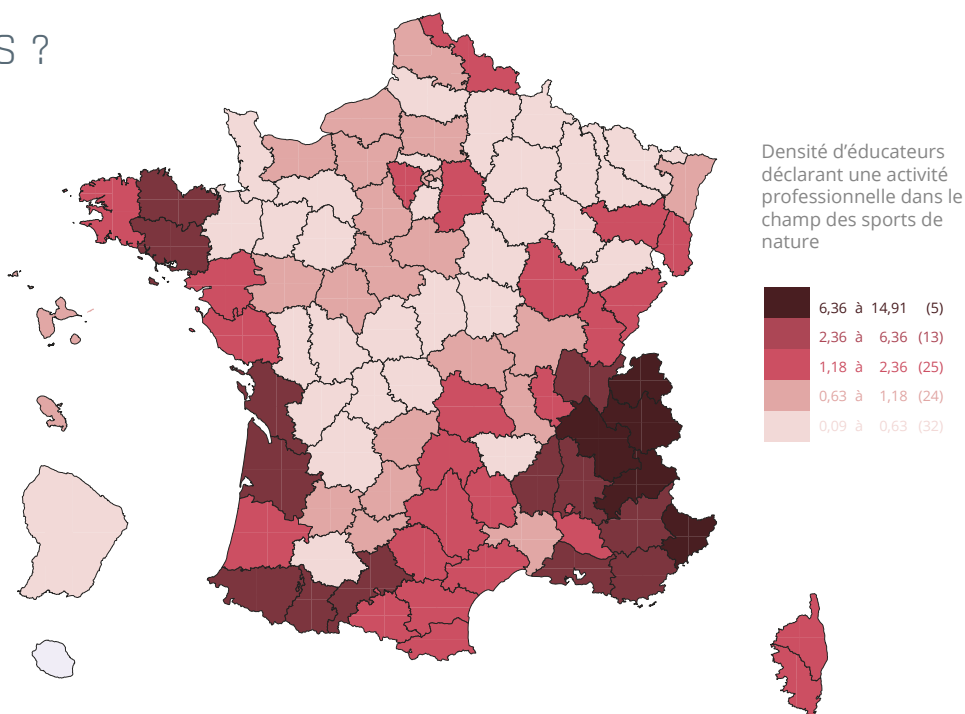 S ?
Densité d'éducateurs
déclarant une activité
professionnelle dans le
champ des sports de
nature
6,36 à 14,91 (5)
2,36 à 6,36 (13)
1,18 à 2,36 (25)
0,63 à 1,18 (24)
0,09 à 0,63 (32)